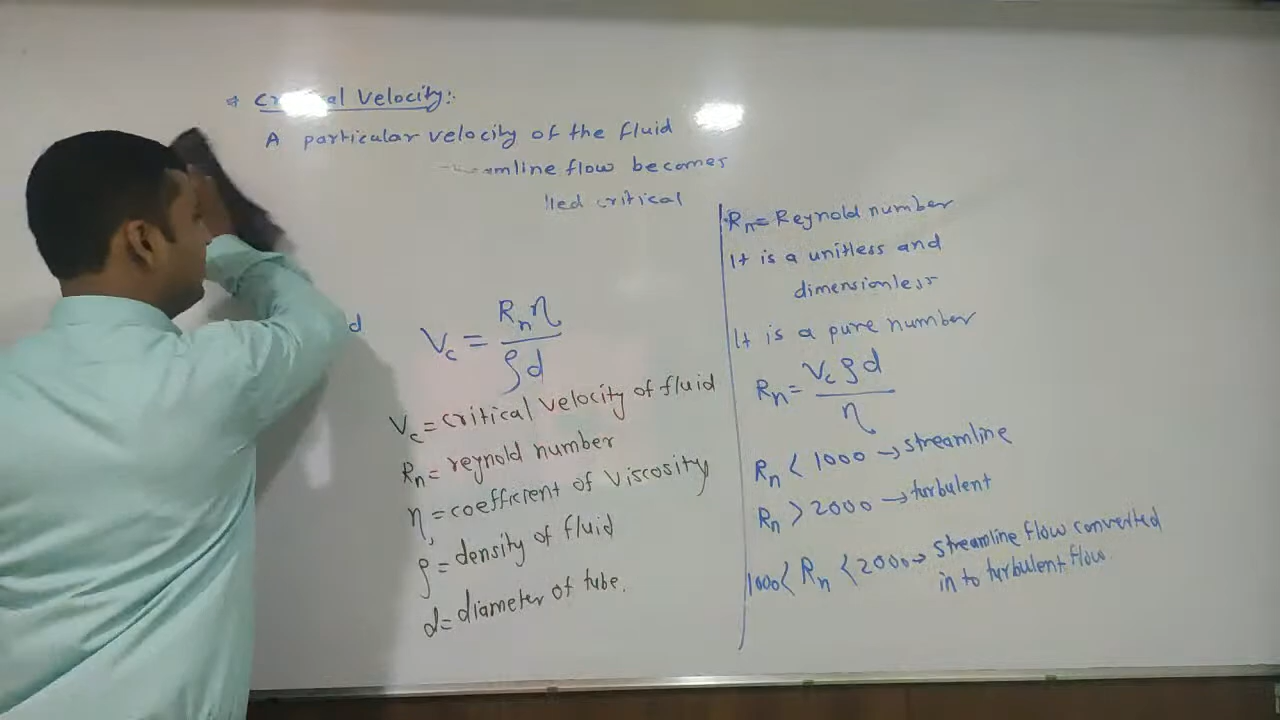 * Critical Velocity:
A particular velocity of the fluid
streamline flow becomes
lled critical
d
Vc = Rnη / ρd
Vc = critical velocity of fluid
Rn = reynold number
η = coefficient of viscosity
ρ = density of fluid
d = diameter of tube.
Rn = Reynold number
It is a unitless and
dimensionless
It is a pure number
Rn = Vc ρ d / η
Rn < 1000 → streamline
Rn > 2000 → turbulent
1000 < Rn < 2000 → streamline flow converted
in to turbulent flow.